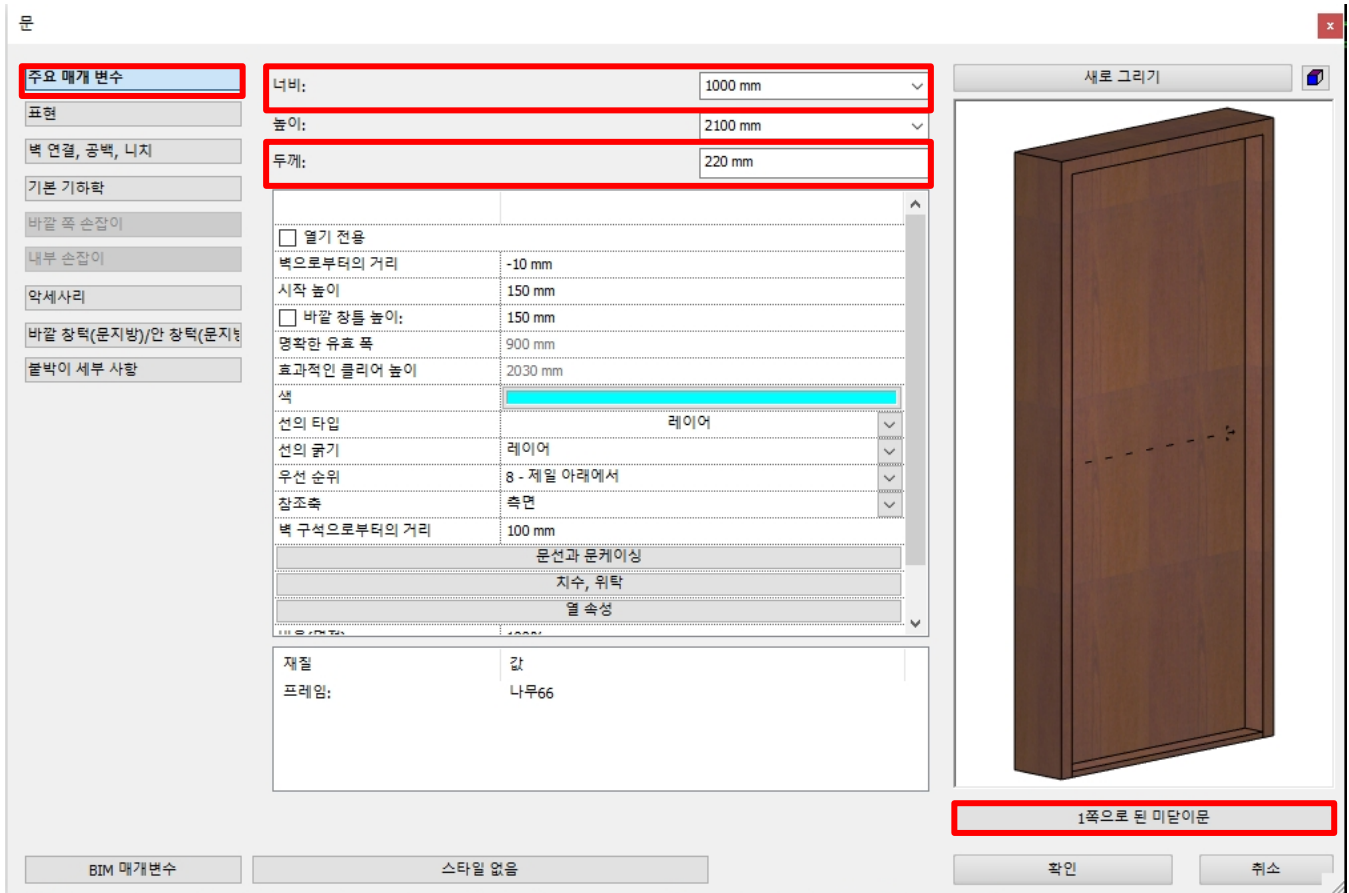 문
x
주요 매개 변수
표현
벽 연결, 공백, 니치
기본 기하학
바깥 쪽 손잡이
내부 손잡이
악세사리
바깥 창턱(문지방)/안 창턱(문지방
붙박이 세부 사항
너비: 1000 mm
높이: 2100 mm
두께: 220 mm
열기 전용
벽으로부터의 거리 -10 mm
시작 높이 150 mm
바깥 창틀 높이: 150 mm
명확한 유효 폭 900 mm
효과적인 클리어 높이 2030 mm
색
선의 타입 레이어
선의 굵기 레이어
우선 순위 8 - 제일 아래에서
참조축 측면
벽 구석으로부터의 거리 100 mm
문선과 문케이싱
치수, 위탁
열 속성
재질 값
프레임: 나무66
새로 그리기
1쪽으로 된 미닫이문
BIM 매개변수
스타일 없음
확인
취소